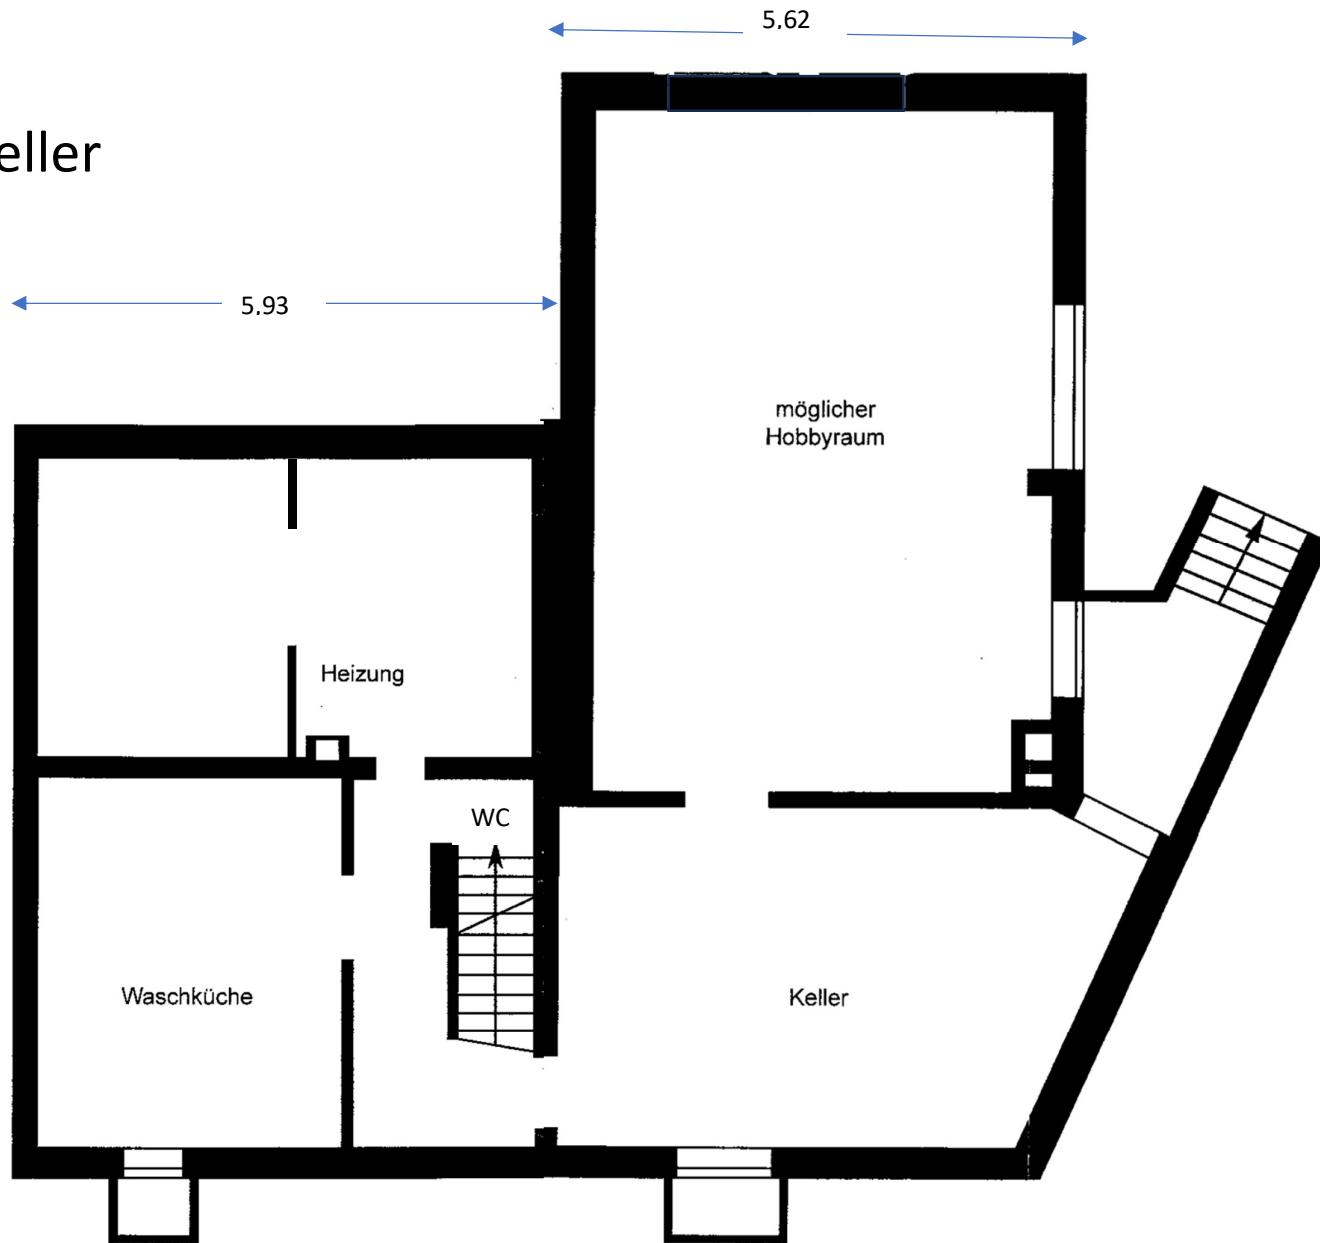 5,62
eller
5,93
möglicher
Hobbyraum
Heizung
WC
Waschküche
Keller